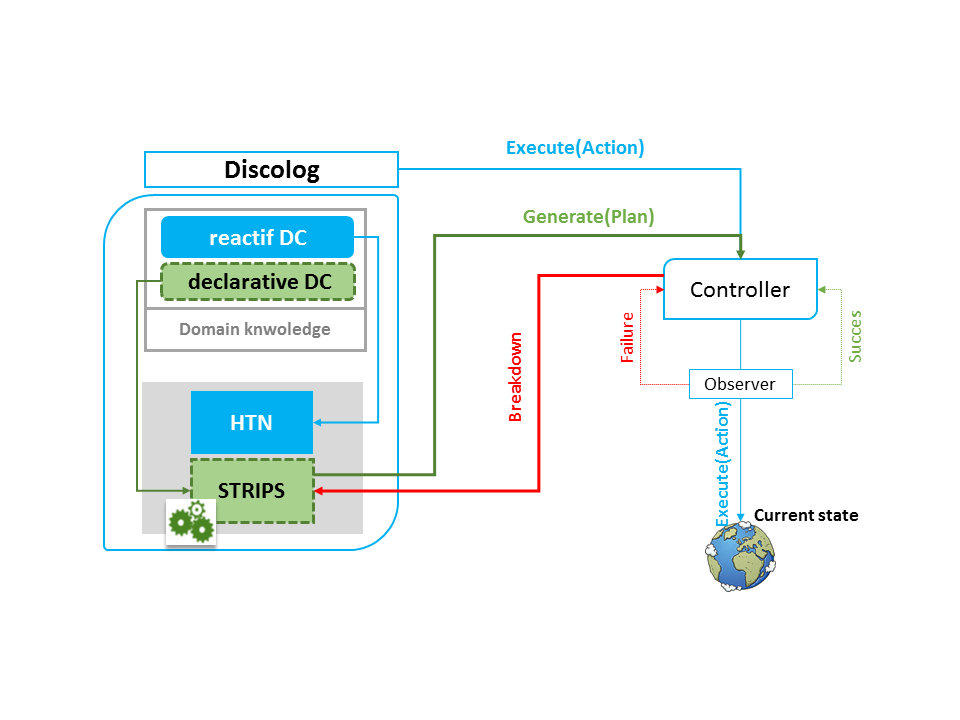 Execute(Action)
Discolog
Generate(Plan)
reactif DC
declarative DC
Controller
Domain knwoledge
Failure
Succes
Breakdown
Observer
HTN
Execute(Action)
STRIPS
Current state